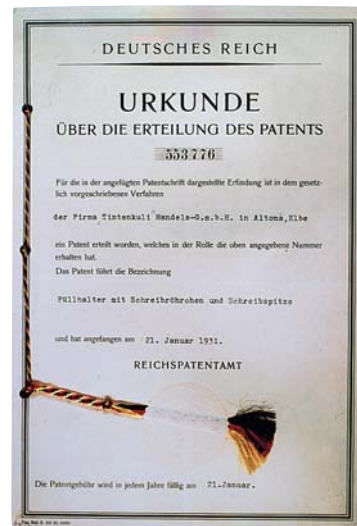 DEUTSCHES REICH
URKUNDE
ÜBER DIE ERTEILUNG DES PATENTS
553776
Für die in der angefügten Patentschrift dargestellte Erfindung ist in dem gesetz-
lich vorgeschriebenen Verfahren
der Firma Tintenkuli Handels-G.m.b.H. in Altona,Elbe
ein Patent erteilt worden, welches in der Rolle die oben angegebene Nummer
erhalten hat.
Das Patent führt die Bezeichnung
Füllhalter mit Schreibröhrchen und Schreibspitze
und hat angefangen am 21. Januar 1931.
REICHSPATENTAMT
Die Patentgebühr wird in jedem Jahre fällig am 21.Januar.